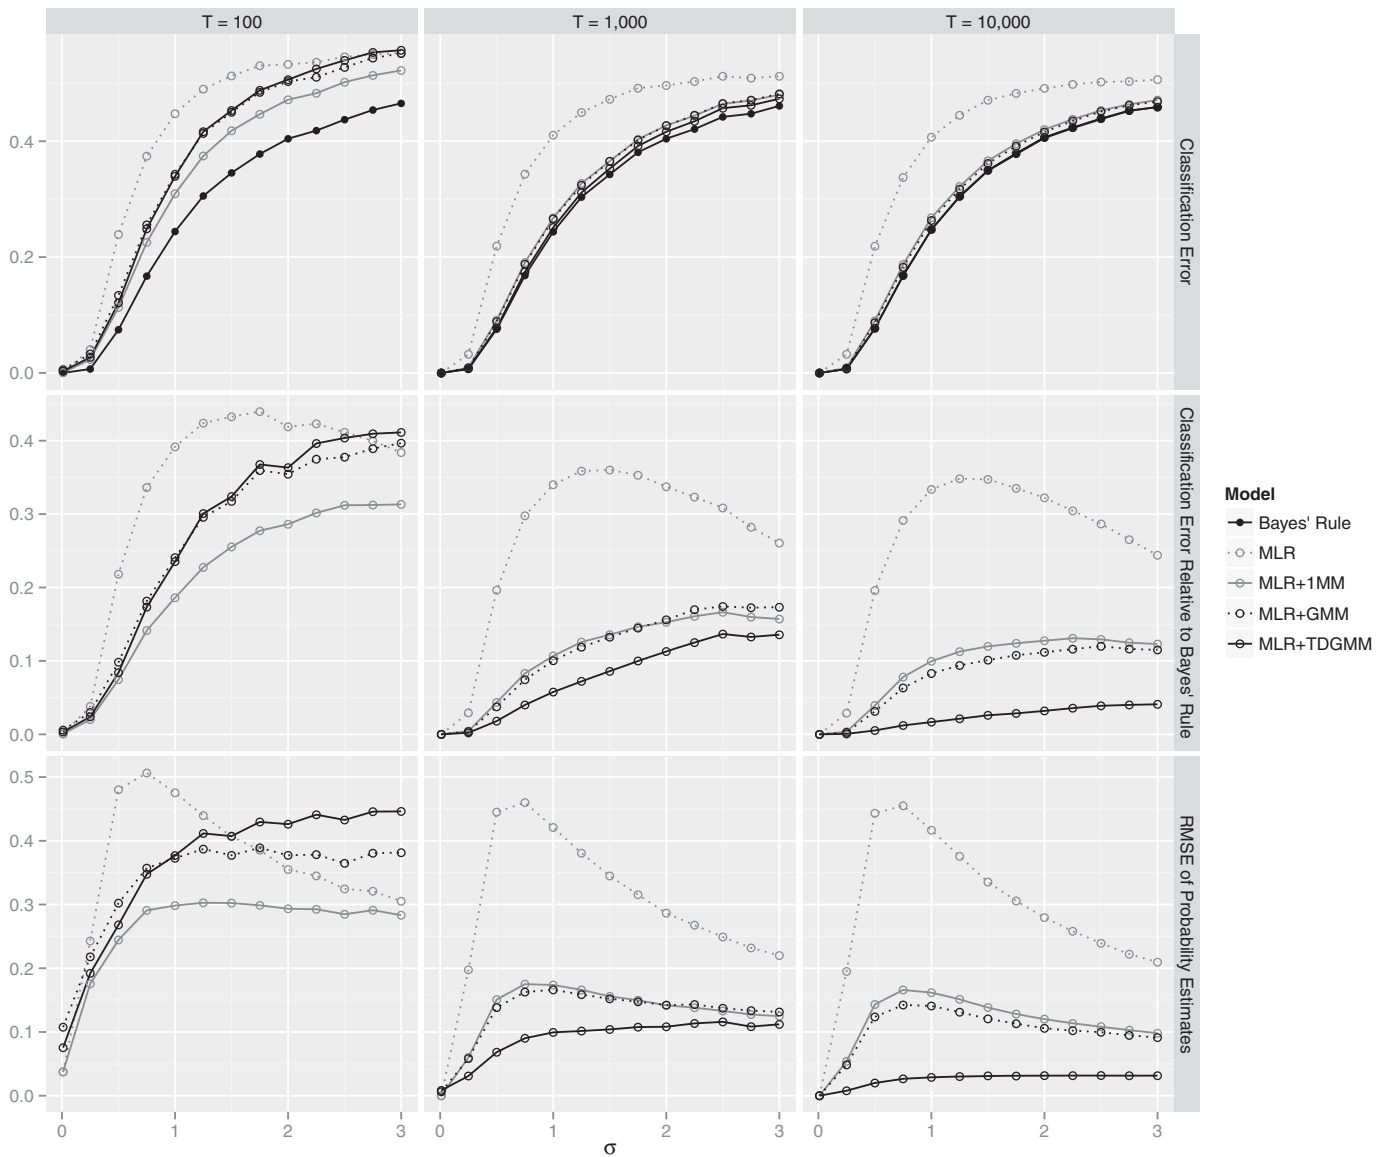 T = 100
T = 1,000
T = 10,000
0.4
0.2
0.0
Classification Error
0.4
0.3
0.2
0.1
0.0
Classification Error Relative to Bayes' Rule
0.5
0.4
0.3
0.2
0.1
0.0
RMSE of Probability Estimates
0 1 2 3
0 1 2 3
0 1 2 3
σ
Model
Bayes' Rule
MLR
MLR+1MM
MLR+GMM
MLR+TDGMM